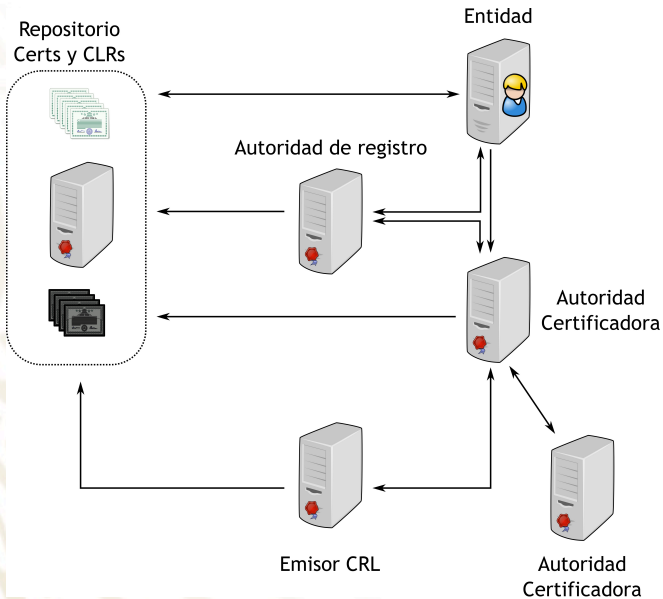 Repositorio
Certs y CLRs
Entidad
Autoridad de registro
Autoridad
Certificadora
Emisor CRL
Autoridad
Certificadora